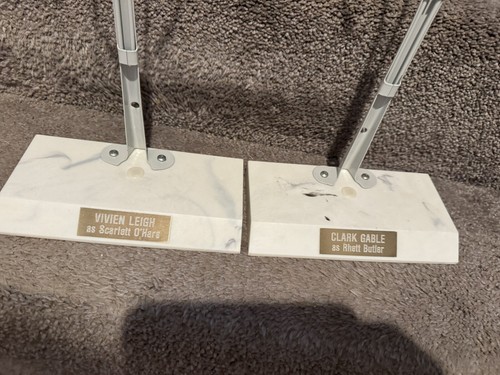 VIVIEN LEIGH
as Scarlett O'Hara
CLARK GABLE
as Rhett Butler